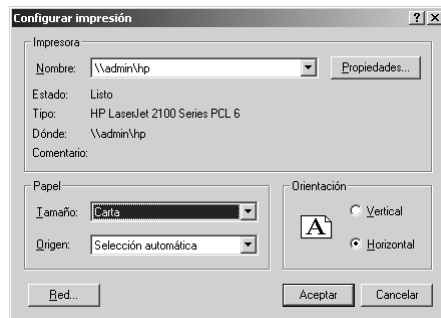 Configurar impresión
Impresora
Nombre: \\admin\hp Propiedades...
Estado: Listo
Tipo: HP LaserJet 2100 Series PCL 6
Dónde: \\admin\hp
Comentario:
Papel
Tamaño: Carta
Origen: Selección automática
Orientación
A
Vertical
Horizontal
Red... Aceptar Cancelar